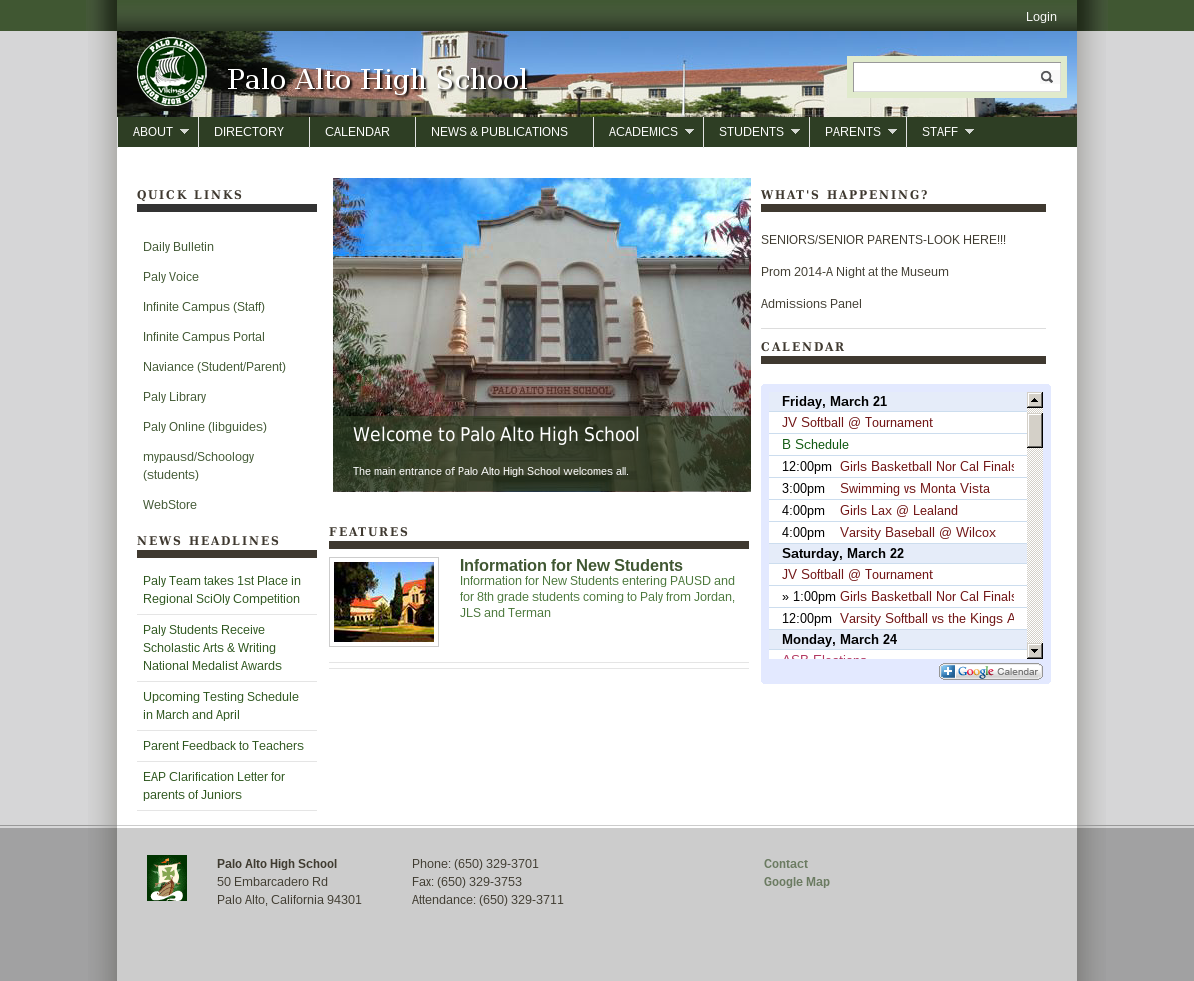 Login
PALO ALTO
Vikings
SENIOR HIGH SCHOOL
Palo Alto High School
ABOUT DIRECTORY CALENDAR NEWS & PUBLICATIONS ACADEMICS STUDENTS PARENTS STAFF
QUICK LINKS
Daily Bulletin
Paly Voice
Infinite Campus (Staff)
Infinite Campus Portal
Naviance (Student/Parent)
Paly Library
Paly Online (libguides)
mypausd/Schoology
(students)
WebStore
NEWS HEADLINES
Paly Team takes 1st Place in
Regional SciOly Competition
Paly Students Receive
Scholastic Arts & Writing
National Medalist Awards
Upcoming Testing Schedule
in March and April
Parent Feedback to Teachers
EAP Clarification Letter for
parents of Juniors
PALO ALTO HIGH SCHOOL
Welcome to Palo Alto High School
The main entrance of Palo Alto High School welcomes all.
FEATURES
Information for New Students
Information for New Students entering PAUSD and
for 8th grade students coming to Paly from Jordan,
JLS and Terman
WHAT'S HAPPENING?
SENIORS/SENIOR PARENTS-LOOK HERE!!!
Prom 2014-A Night at the Museum
Admissions Panel
CALENDAR
Friday, March 21
JV Softball @ Tournament
B Schedule
12:00pm Girls Basketball Nor Cal Finals
3:00pm Swimming vs Monta Vista
4:00pm Girls Lax @ Lealand
4:00pm Varsity Baseball @ Wilcox
Saturday, March 22
JV Softball @ Tournament
» 1:00pm Girls Basketball Nor Cal Finals
12:00pm Varsity Softball vs the Kings A
Monday, March 24
ASB Elections
Google Calendar
Palo Alto High School
50 Embarcadero Rd
Palo Alto, California 94301
Phone: (650) 329-3701
Fax: (650) 329-3753
Attendance: (650) 329-3711
Contact
Google Map